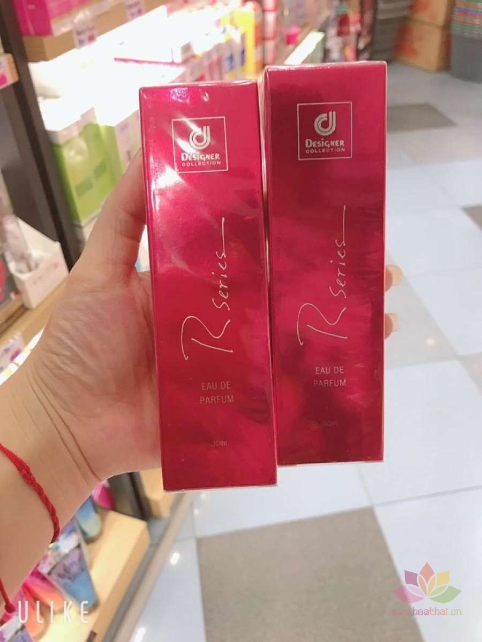 Designer
COLLECTION
R series
EAU DE
PARFUM
Designer
COLLECTION
R series
EAU DE
PARFUM
ULIKE